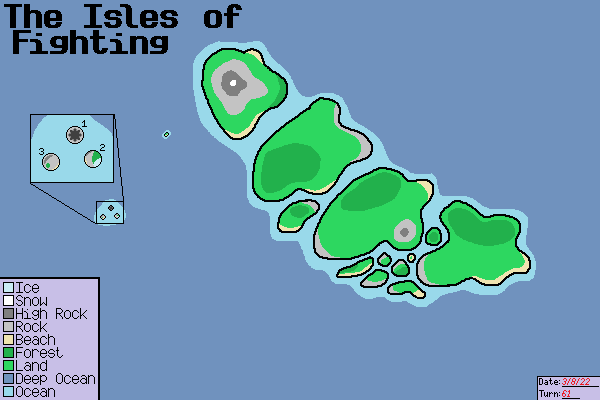 The Isles of
Fighting
1
3
2
Ice
Snow
High Rock
Rock
Beach
Forest
Land
Deep Ocean
Ocean
Date: 3/8/22
Turn: 61